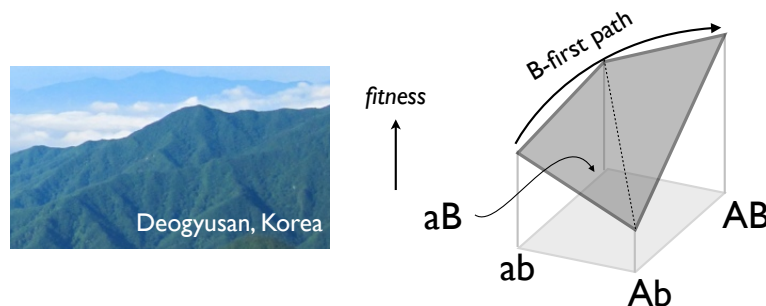 Deogyusan, Korea
fitness
B-first path
aB
ab
Ab
AB